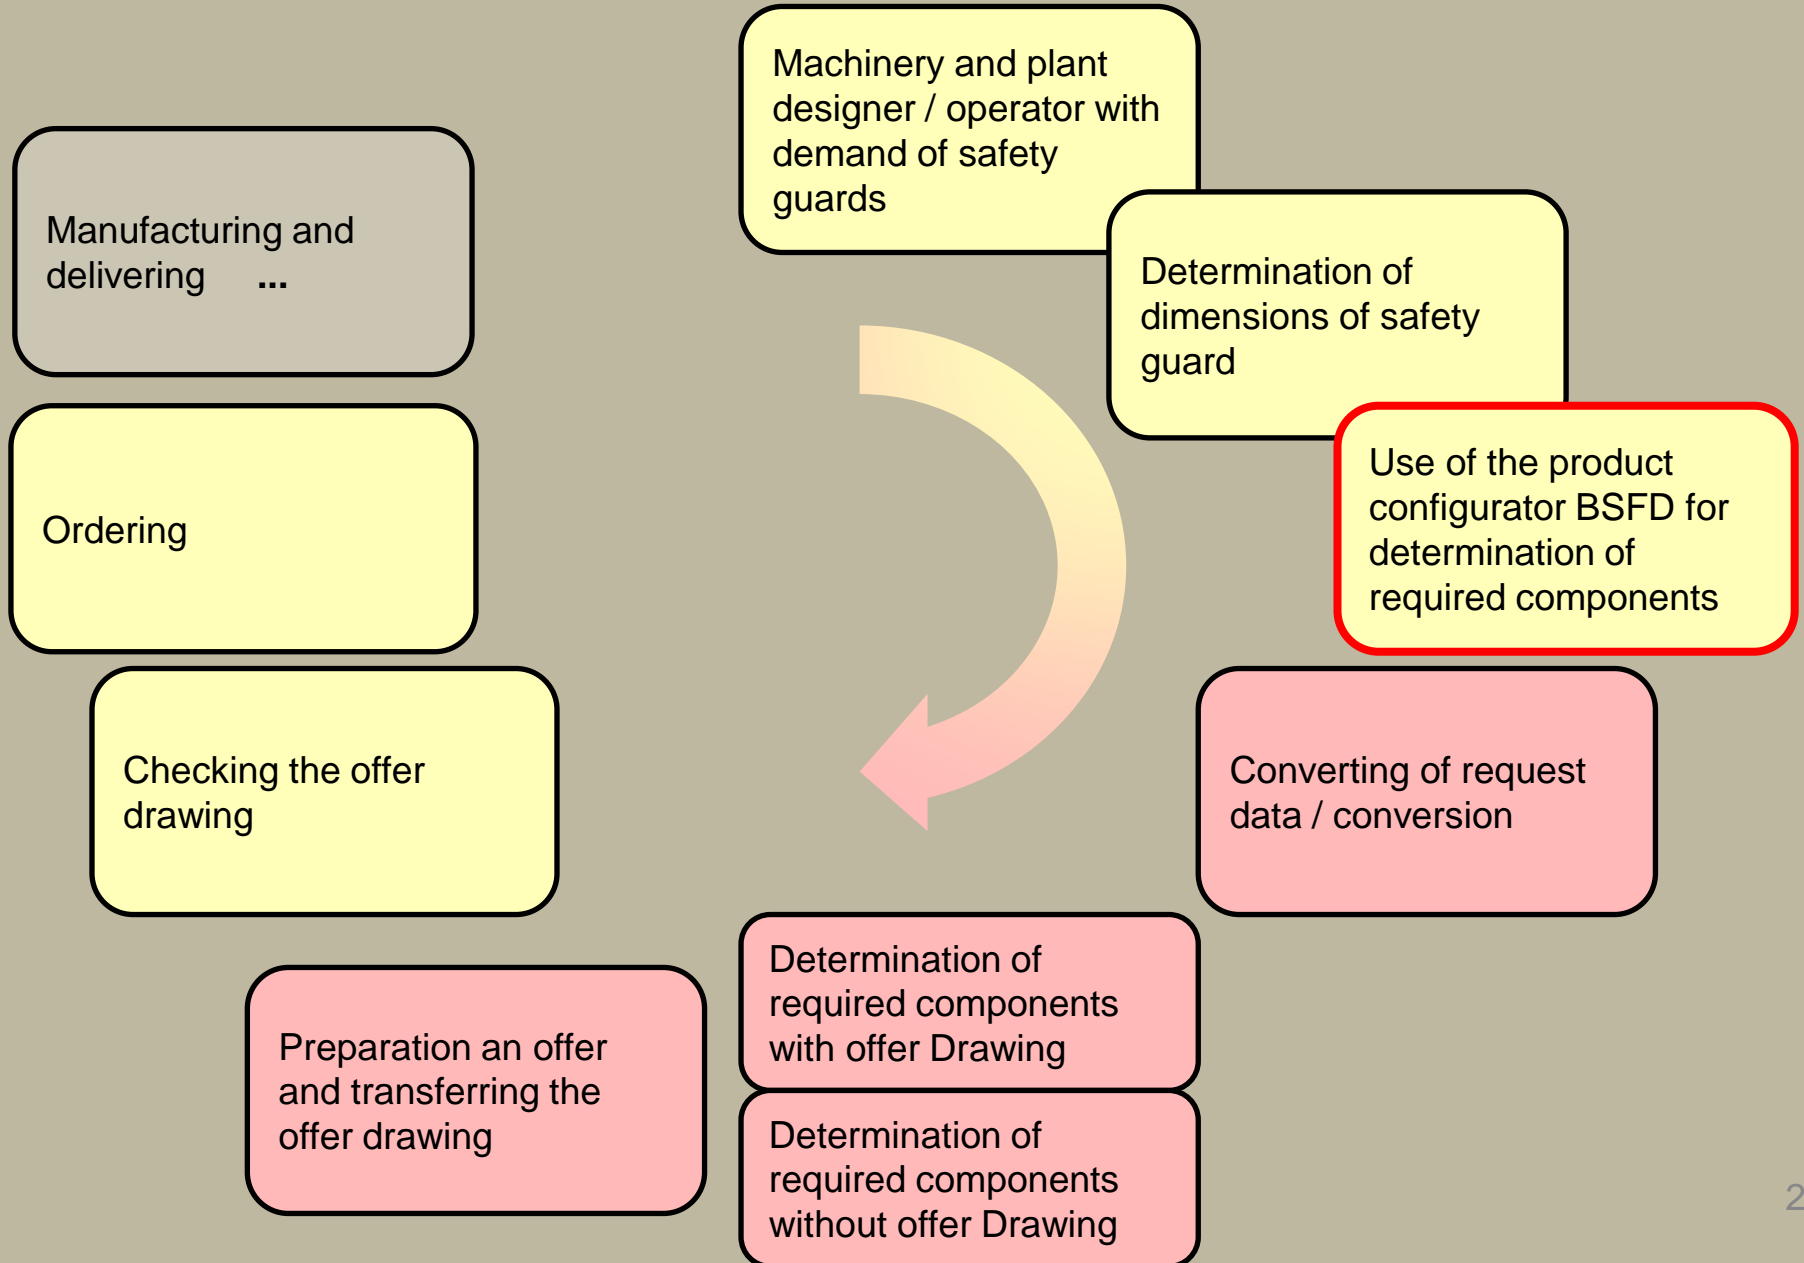 Machinery and plant
designer / operator with
demand of safety
guards
Determination of
dimensions of safety
guard
Use of the product
configurator BSFD for
determination of
required components
Converting of request
data / conversion
Determination of
required components
with offer Drawing
Determination of
required components
without offer Drawing
Preparation an offer
and transferring the
offer drawing
Checking the offer
drawing
Ordering
Manufacturing and
delivering ...
2